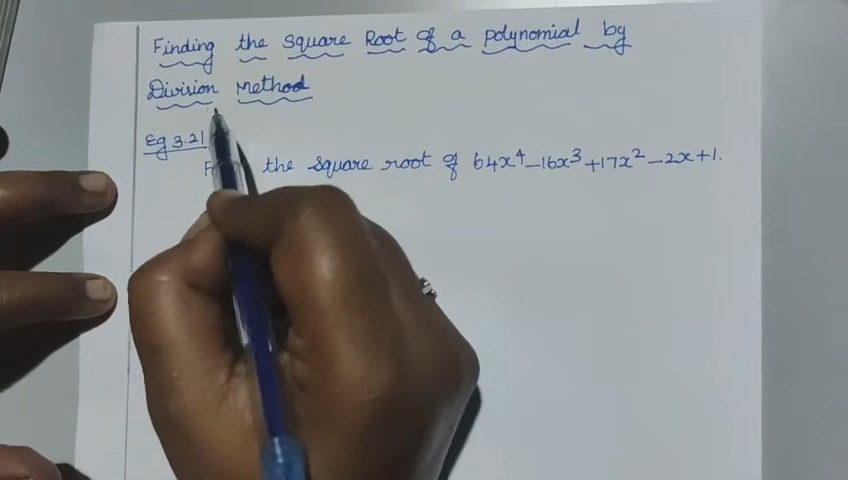 Finding the Square Root of a polynomial by
Division Method
Eg 3.21
the square root of 64x⁴-16x³+17x²-2x+1.